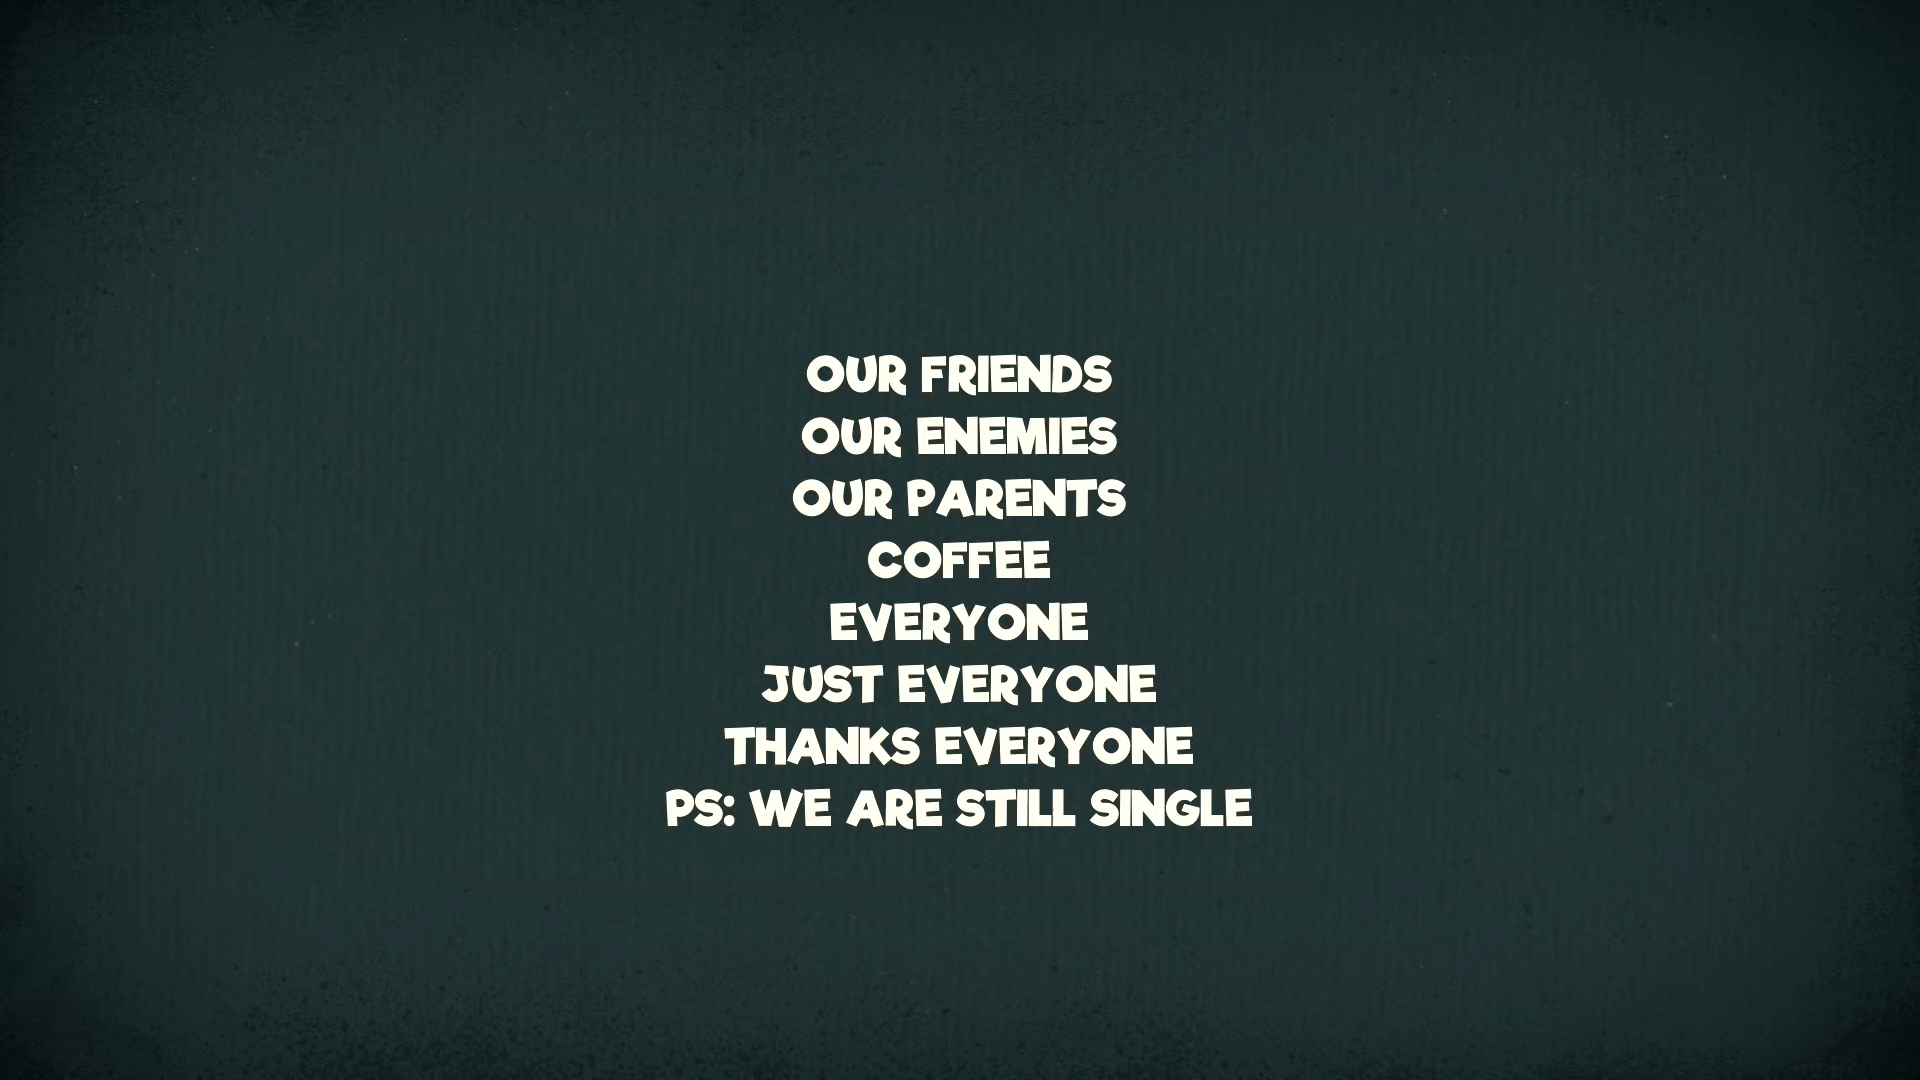 OUR FRIENDS
OUR ENEMIES
OUR PARENTS
COFFEE
EVERYONE
JUST EVERYONE
THANKS EVERYONE
PS: WE ARE STILL SINGLE